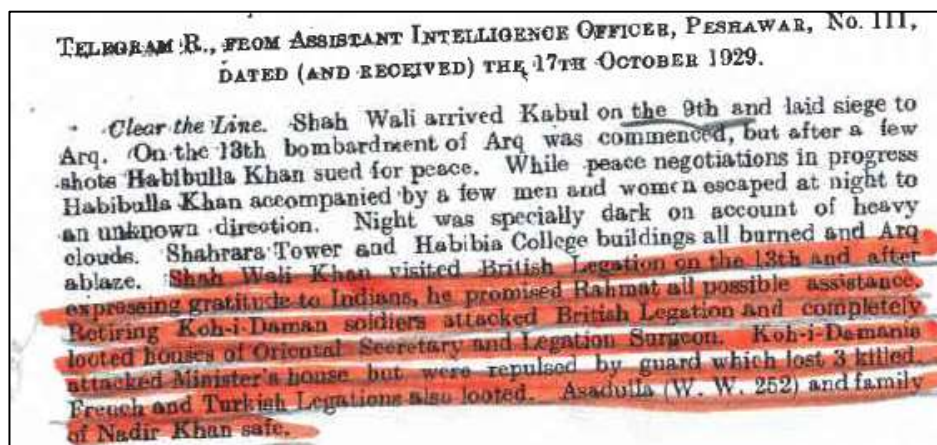 TELEGRAM R., FROM ASSISTANT INTELLIGENCE OFFICER, PESHAWAR, No. III,
DATED (AND RECEIVED) THE 17TH OCTOBER 1929.
Clear the Line. Shah Wali arrived Kabul on the 9th and laid siege to
Arq. On the 13th bombardment of Arq was commenced, but after a few
shots Habibulla Khan sued for peace. While peace negotiations in progress
Habibulla Khan accompanied by a few men and women escaped at night to
an unknown direction. Night was specially dark on account of heavy
clouds. Shahrara Tower and Habibia College buildings all burned and Arq
ablaze. Shah Wali Khan visited British Legation on the 13th and after
expressing gratitude to Indians, he promised Rahmat all possible assistance.
Retiring Koh-i-Daman soldiers attacked British Legation and completely
looted houses of Oriental Secretary and Legation Surgeon. Koh-i-Damanis
attacked Minister's house but were repulsed by guard which lost 3 killed.
French and Turkish Legations also looted. Asadulla (W. W. 252) and family
of Nadir Khan safe.